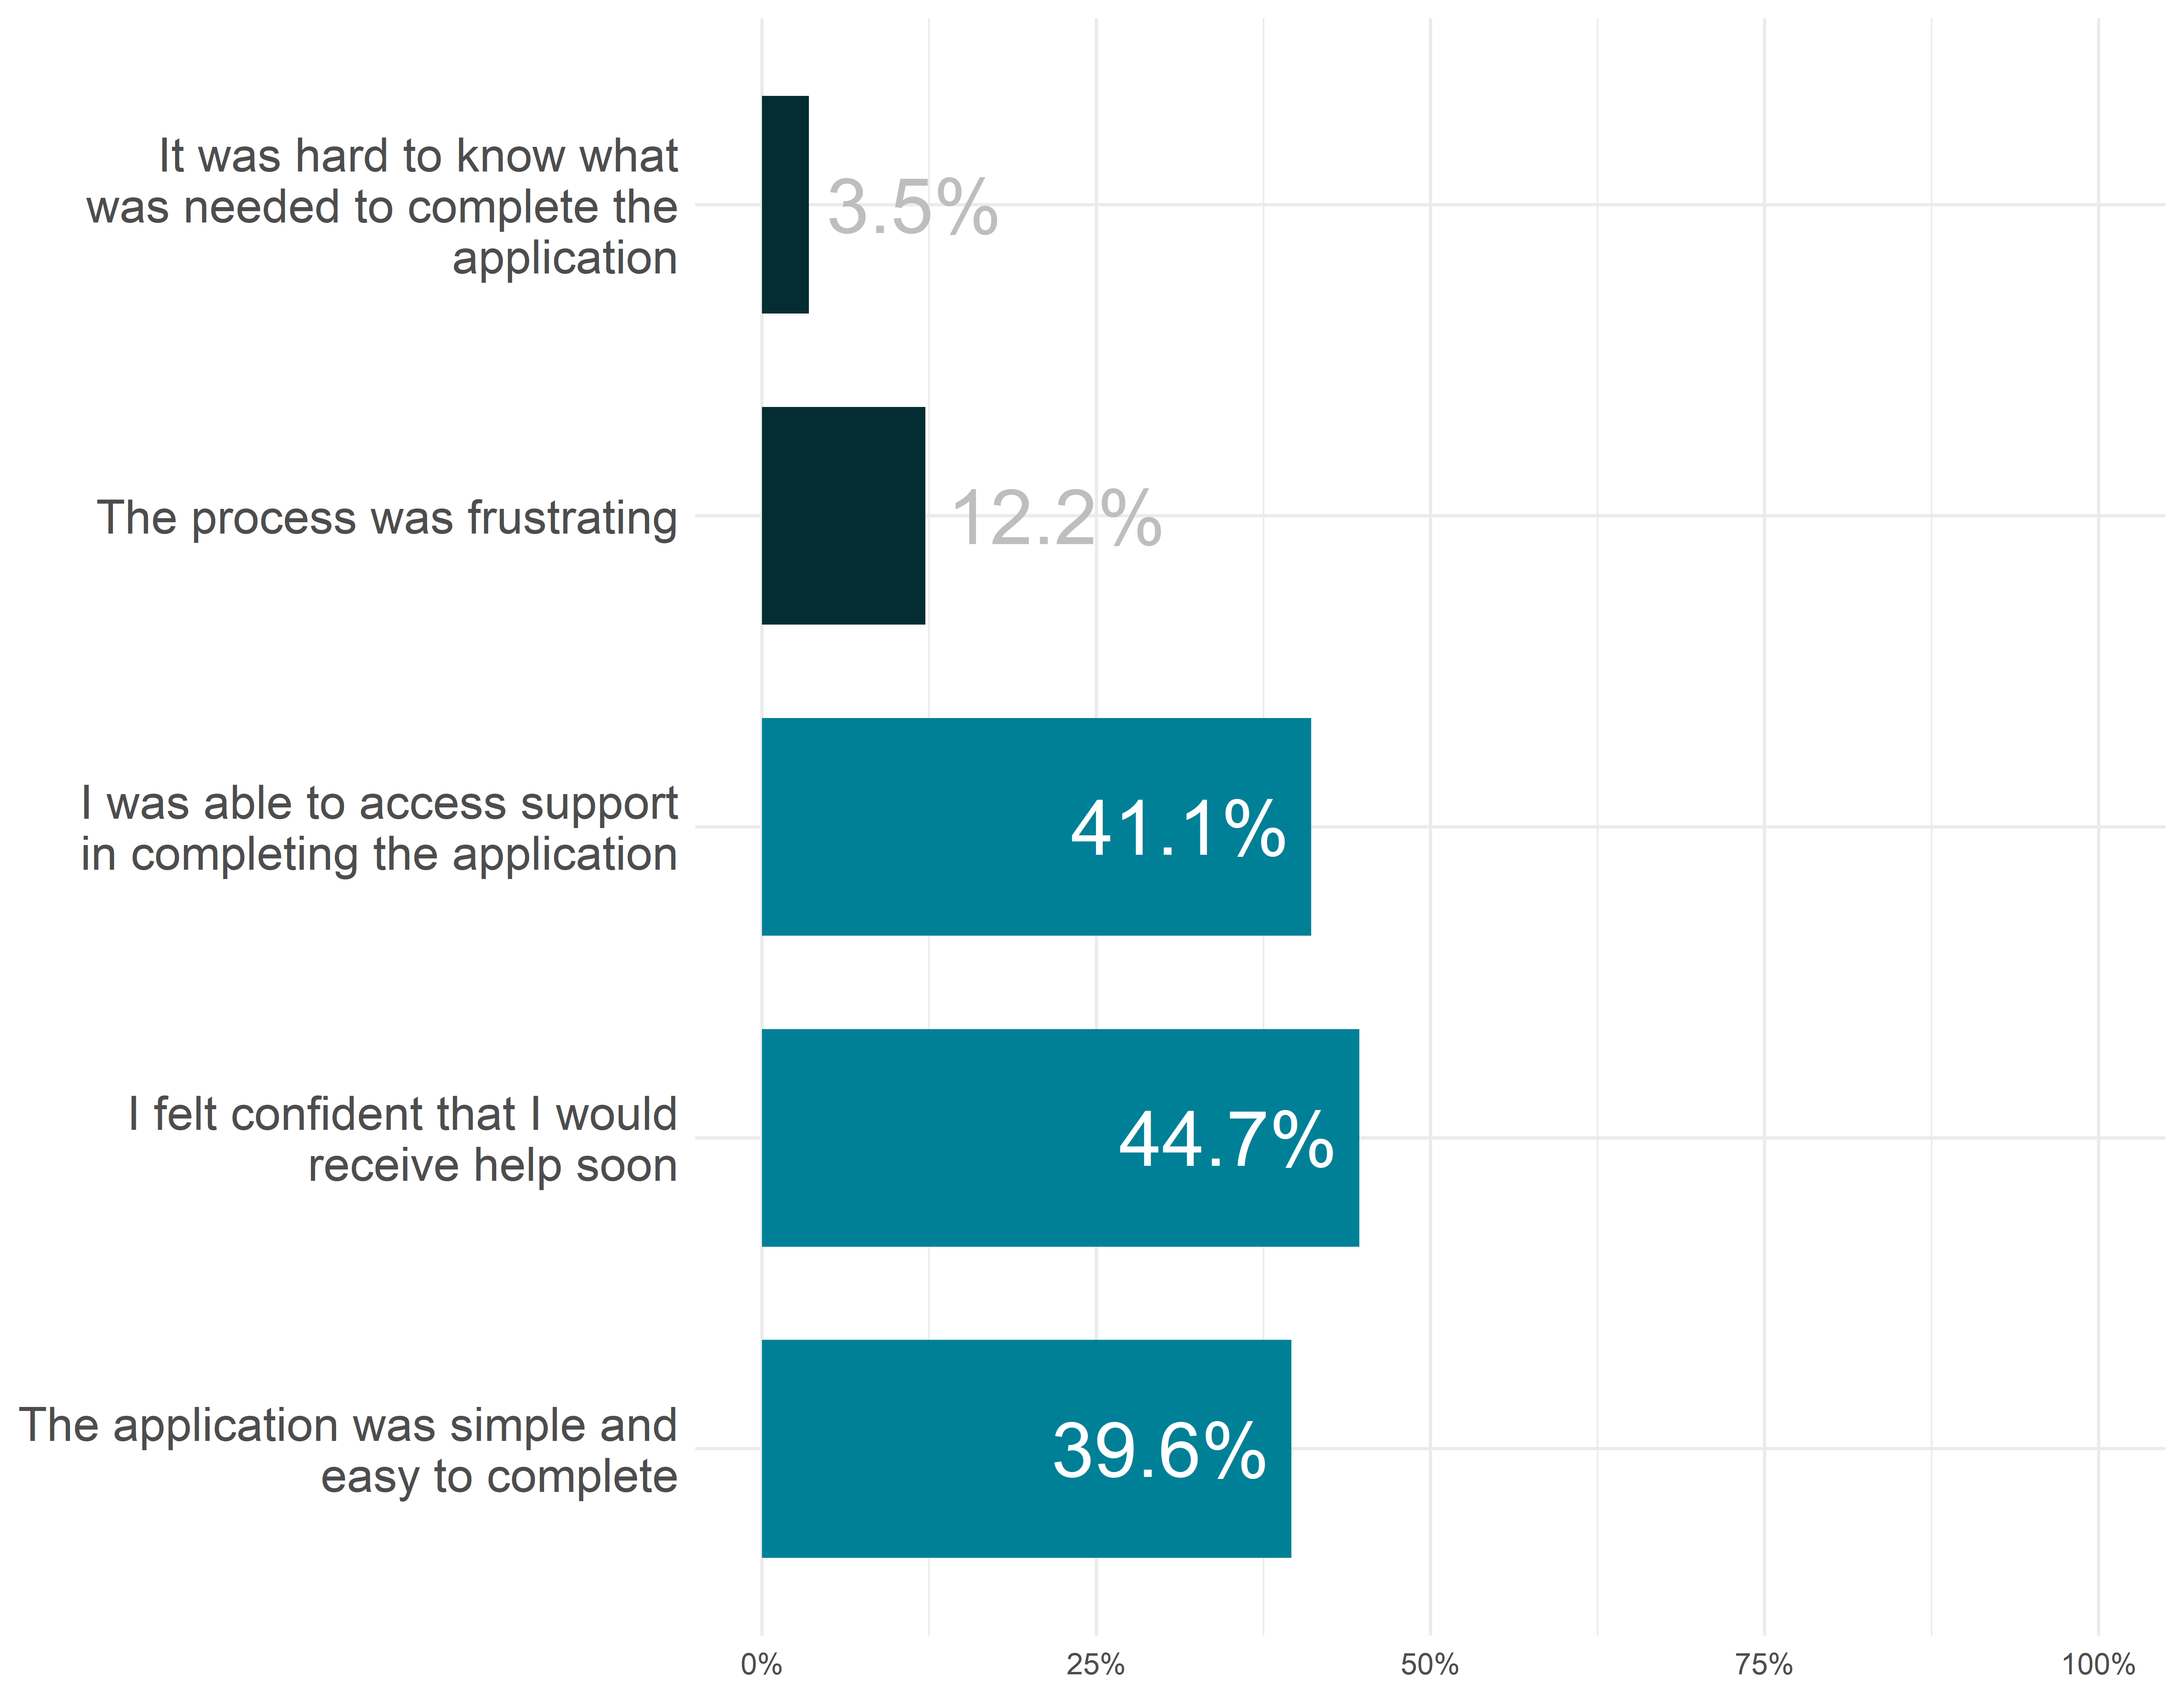 It was hard to know what
was needed to complete the
application
3.5%
The process was frustrating
12.2%
I was able to access support
in completing the application
41.1%
I felt confident that I would
receive help soon
44.7%
The application was simple and
easy to complete
39.6%
0% 25% 50% 75% 100%